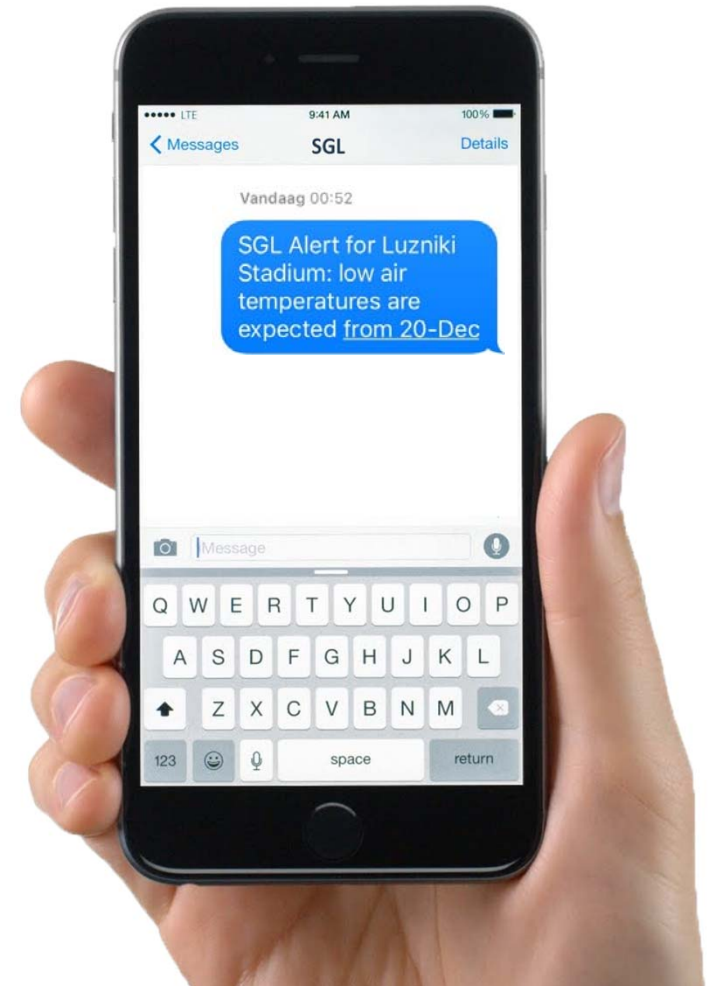 LTE 9:41 AM 100%
Messages SGL Details
Vandaag 00:52
SGL Alert for Luzniki
Stadium: low air
temperatures are
expected from 20-Dec
Message
Q W E R T Y U I O P
A S D F G H J K L
Z X C V B N M
123 space return